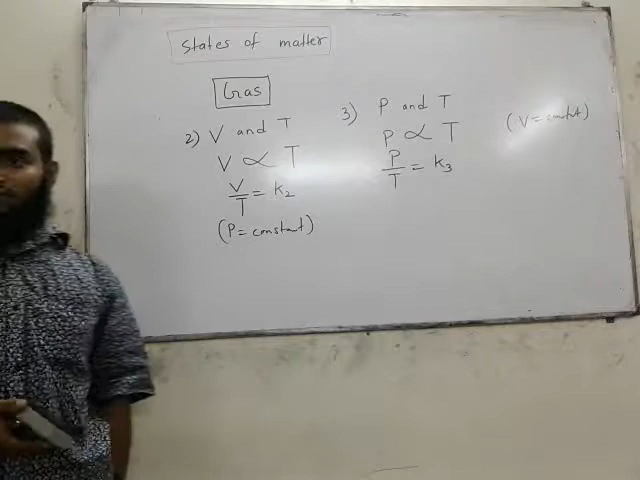 States of matter
Gas
2) V and T
V ∝ T
V/T = k₂
(P = constant)
3) P and T
P ∝ T
(V = constant)
P/T = k₃